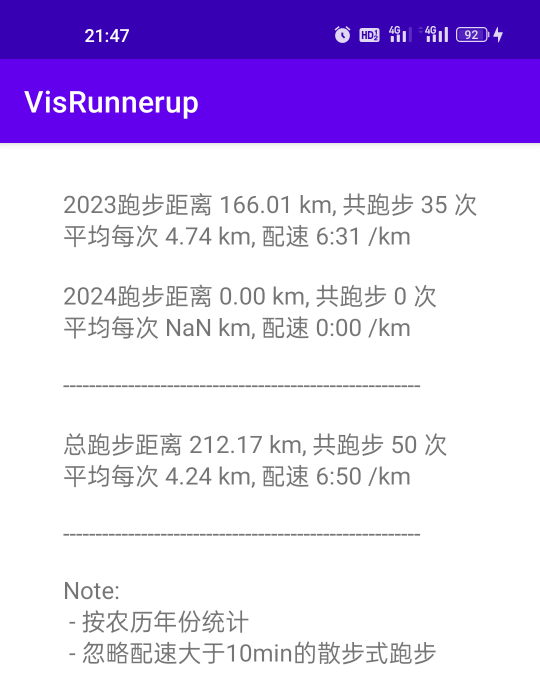 21:47
HD 4G 4G 92
VisRunnerup
2023跑步距离 166.01 km, 共跑步 35 次
平均每次 4.74 km, 配速 6:31 /km
2024跑步距离 0.00 km, 共跑步 0 次
平均每次 NaN km, 配速 0:00 /km
-------------------------------------------------------
总跑步距离 212.17 km, 共跑步 50 次
平均每次 4.24 km, 配速 6:50 /km
-------------------------------------------------------
Note:
- 按农历年份统计
- 忽略配速大于10min的散步式跑步